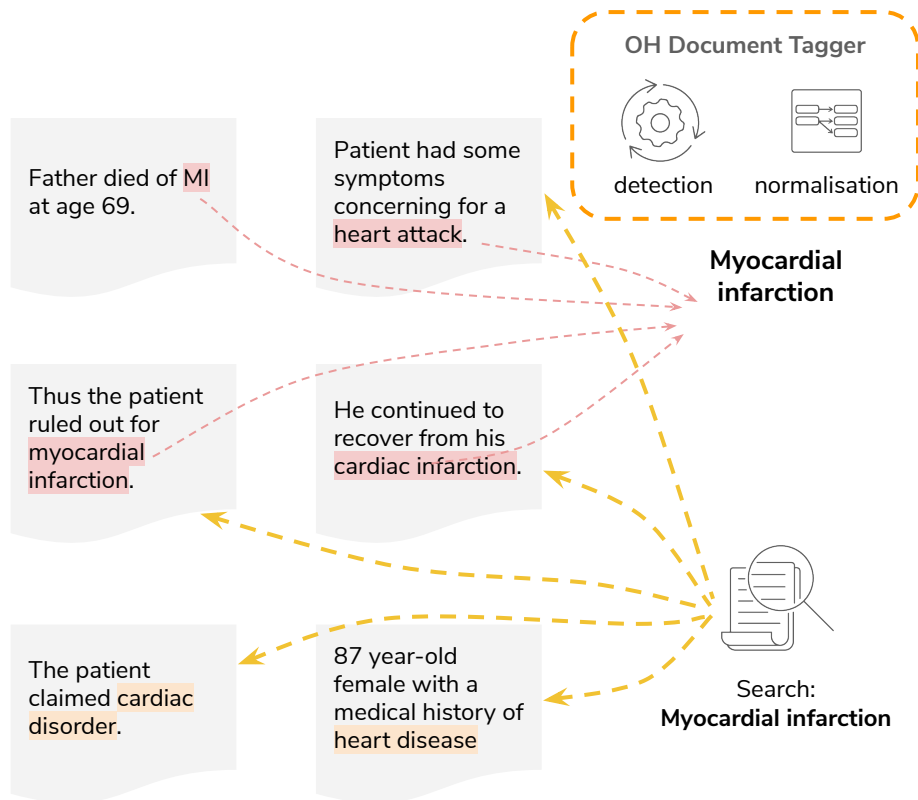 OH Document Tagger
detection
normalisation
Father died of MI
at age 69.
Patient had some
symptoms
concerning for a
heart attack.
Myocardial
infarction
Thus the patient
ruled out for
myocardial
infarction.
He continued to
recover from his
cardiac infarction.
The patient
claimed cardiac
disorder.
87 year-old
female with a
medical history of
heart disease
Search:
Myocardial infarction